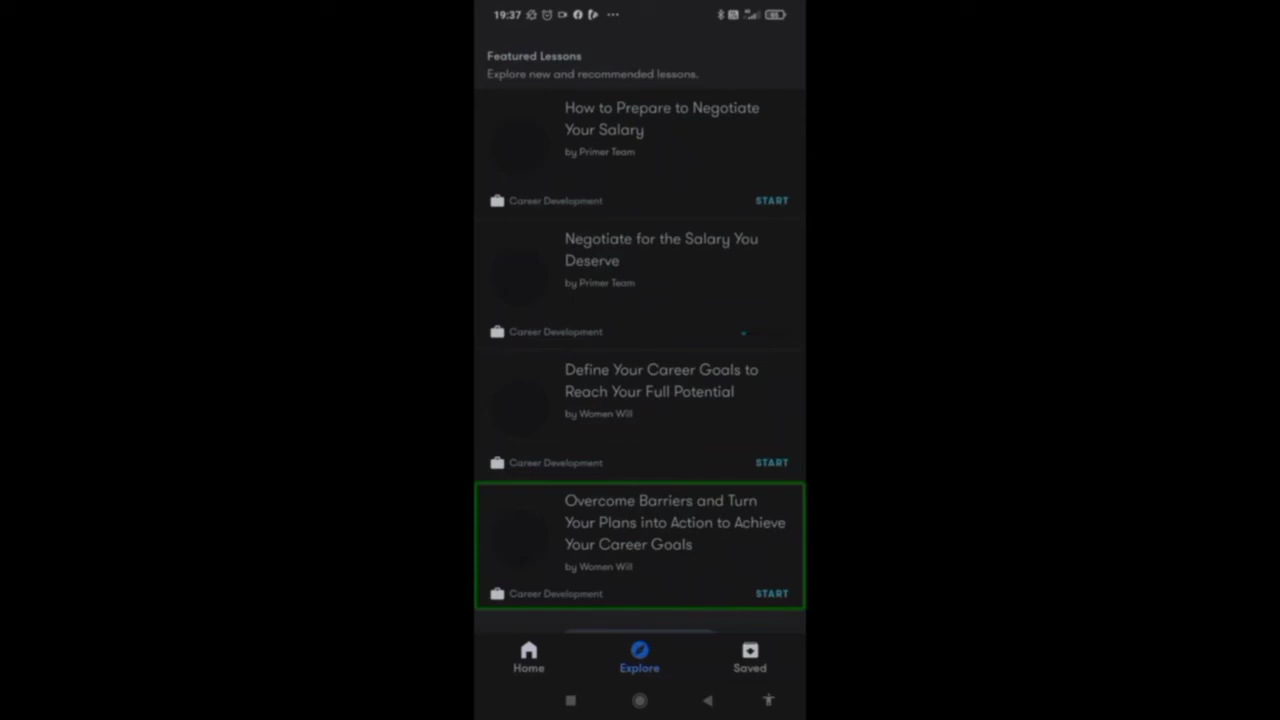 19:37
Featured Lessons
Explore new and recommended lessons.
How to Prepare to Negotiate
Your Salary
by Primer Team
Career Development
START
Negotiate for the Salary You
Deserve
by Primer Team
Career Development
Define Your Career Goals to
Reach Your Full Potential
by Women Will
Career Development
START
Overcome Barriers and Turn
Your Plans into Action to Achieve
Your Career Goals
by Women Will
Career Development
START
Home
Explore
Saved